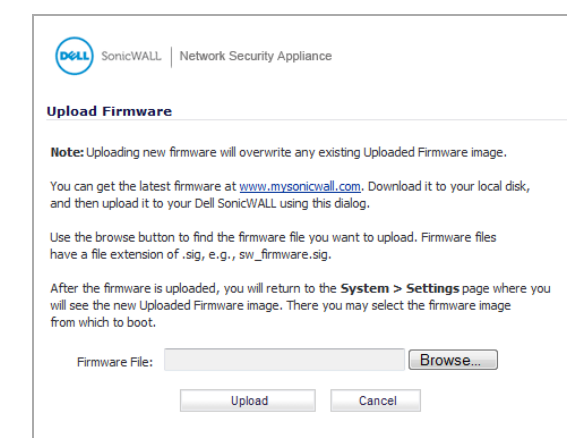 DELL SonicWALL | Network Security Appliance
Upload Firmware
Note: Uploading new firmware will overwrite any existing Uploaded Firmware image.
You can get the latest firmware at www.mysonicwall.com. Download it to your local disk,
and then upload it to your Dell SonicWALL using this dialog.
Use the browse button to find the firmware file you want to upload. Firmware files
have a file extension of .sig, e.g., sw_firmware.sig.
After the firmware is uploaded, you will return to the System > Settings page where you
will see the new Uploaded Firmware image. There you may select the firmware image
from which to boot.
Firmware File: Browse...
Upload Cancel